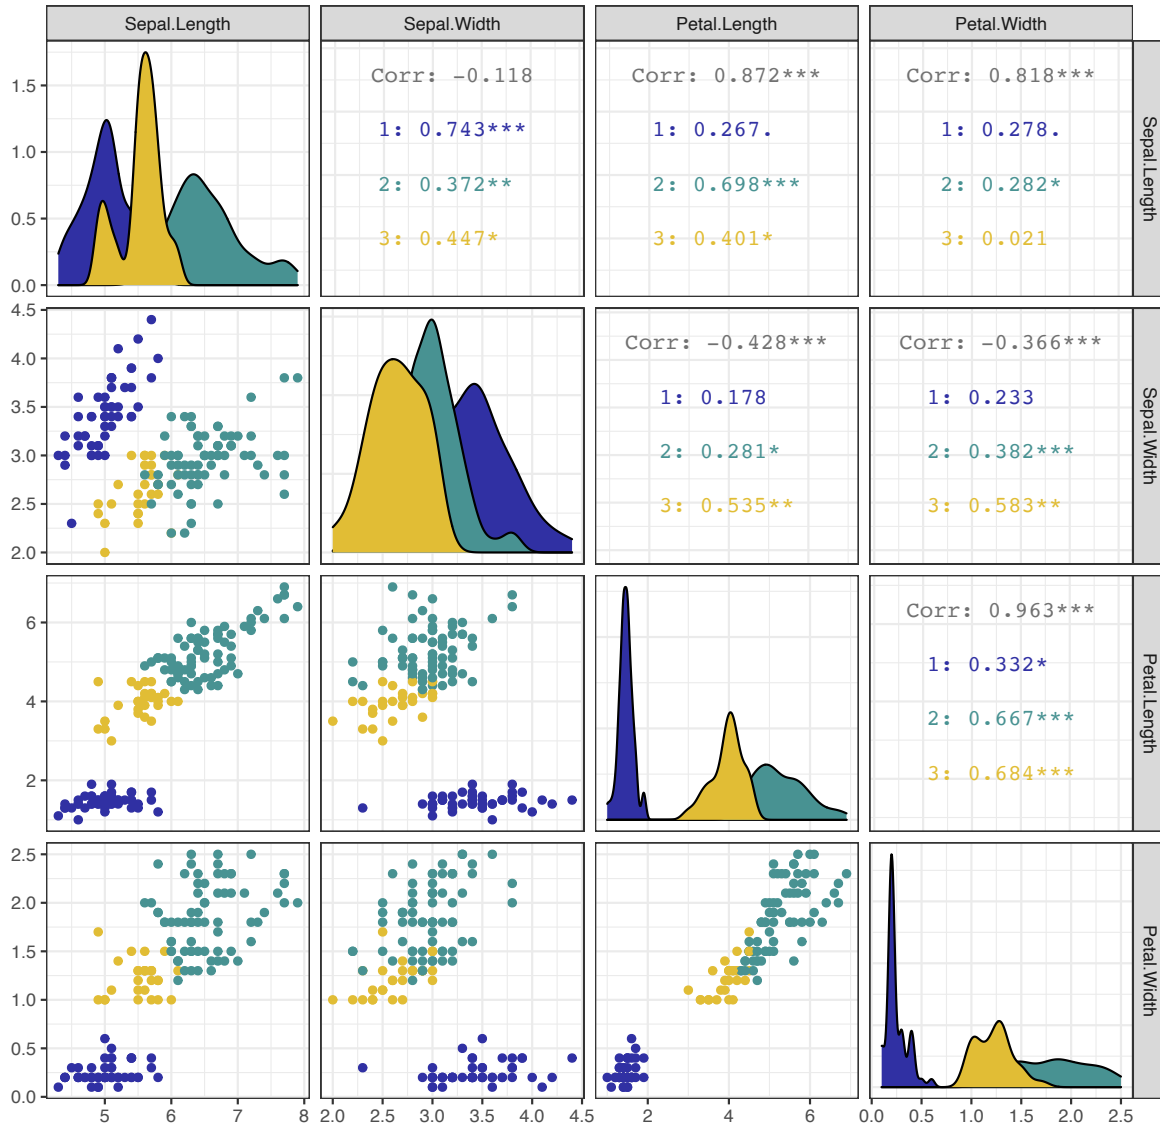 Sepal.Length
Sepal.Width
Petal.Length
Petal.Width
1.5
1.0
0.5
0.0
Corr: -0.118
1: 0.743***
2: 0.372**
3: 0.447*
Corr: 0.872***
1: 0.267.
2: 0.698***
3: 0.401*
Corr: 0.818***
1: 0.278.
2: 0.282*
3: 0.021
Sepal.Length
4.5
4.0
3.5
3.0
2.5
2.0
Corr: -0.428***
1: 0.178
2: 0.281*
3: 0.535**
Corr: -0.366***
1: 0.233
2: 0.382***
3: 0.583**
Sepal.Width
6
4
2
Corr: 0.963***
1: 0.332*
2: 0.667***
3: 0.684***
Petal.Length
2.5
2.0
1.5
1.0
0.5
0.0
Petal.Width
5 6 7 8
2.0 2.5 3.0 3.5 4.0 4.5
2 4 6
0.0 0.5 1.0 1.5 2.0 2.5